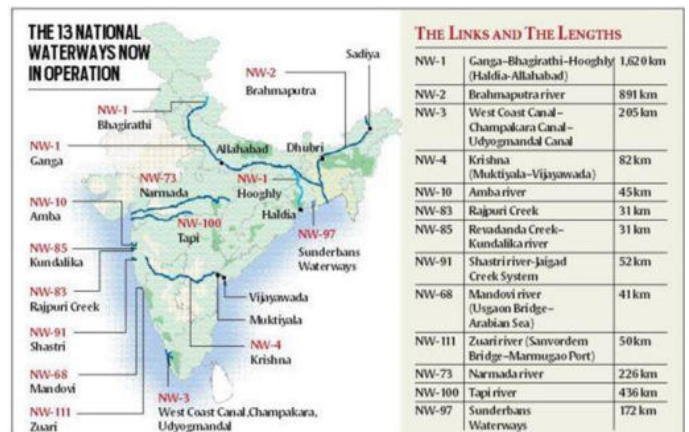 THE 13 NATIONAL
WATERWAYS NOW
IN OPERATION
Sadiya
NW-2
Brahmaputra
NW-1
Bhagirathi
NW-1
Ganga
Allahabad
Dhubri
NW-73
Narmada
NW-1
Hooghly
NW-10
Amba
Haldia
NW-100
Tapi
NW-97
Sunderbans
Waterways
NW-85
Kundalika
NW-83
Rajpuri Creek
Vijayawada
Muktiyala
NW-91
Shastri
NW-4
Krishna
NW-68
Mandovi
NW-3
West Coast Canal, Champakara,
Udyogmandal
NW-111
Zuari
THE LINKS AND THE LENGTHS
NW-1 Ganga–Bhagirathi–Hooghly 1,620 km
(Haldia-Allahabad)
NW-2 Brahmaputra river 891 km
NW-3 West Coast Canal– 205 km
Champakara Canal–
Udyogmandal Canal
NW-4 Krishna 82 km
(Muktiyala–Vijayawada)
NW-10 Amba river 45 km
NW-83 Rajpuri Creek 31 km
NW-85 Revadanda Creek– 31 km
Kundalika river
NW-91 Shastri river–Jaigad 52 km
Creek System
NW-68 Mandovi river 41 km
(Usgaon Bridge–
Arabian Sea)
NW-111 Zuari river (Sanvordem 50 km
Bridge–Marmugao Port)
NW-73 Narmada river 226 km
NW-100 Tapi river 436 km
NW-97 Sunderbans 172 km
Waterways